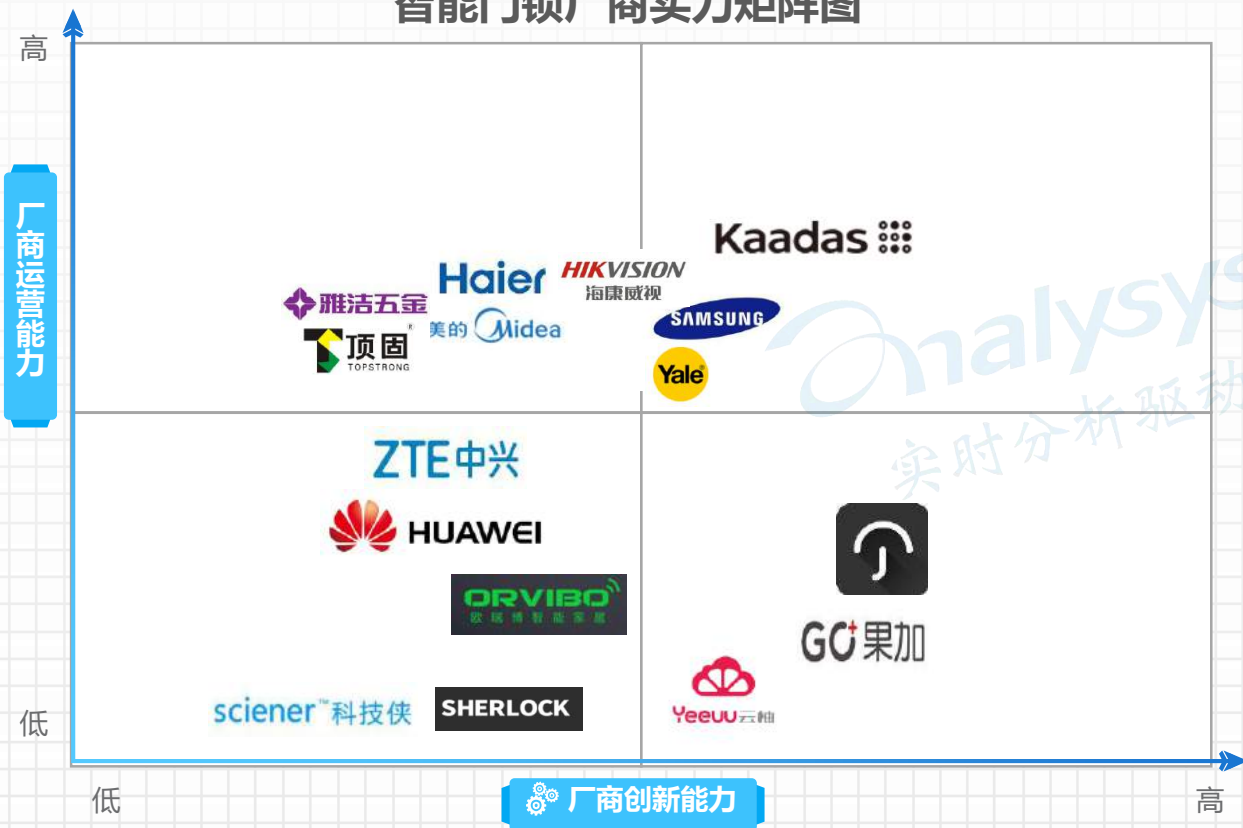 智能门锁厂商实力矩阵图
高
厂商运营能力
Kaadas
Haier
HIKVISION
海康威视
雅洁五金
SAMSUNG
美的 Midea
顶固®
TOPSTRONG
Yale
analysys
实时分析驱动
ZTE中兴
HUAWEI
ORVIBO
欧瑞博智能家居
GO+果加
Yeeuu云柚
sciener™科技侠
SHERLOCK
低
低
厂商创新能力
高